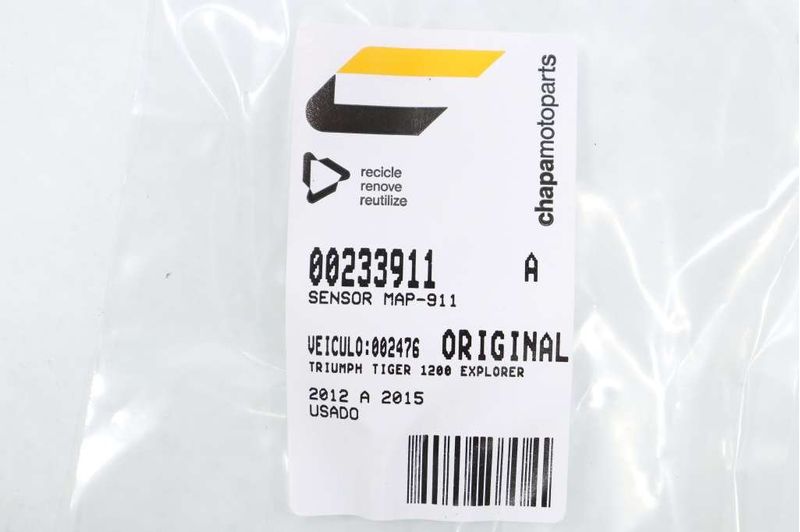 chapamotoparts
recicle
renove
reutilize
00233911 A
SENSOR MAP-911
VEICULO:002476 ORIGINAL
TRIUMPH TIGER 1200 EXPLORER
2012 A 2015
USADO